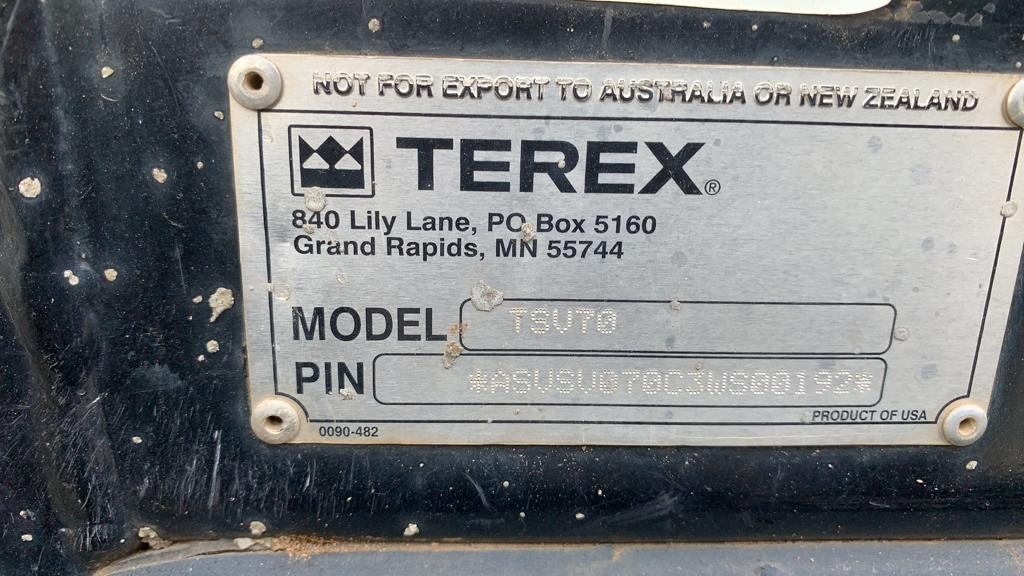 NOT FOR EXPORT TO AUSTRALIA OR NEW ZEALAND
TEREX®
840 Lily Lane, PO Box 5160
Grand Rapids, MN 55744
MODEL TSV70
PIN *ASVSV070C3WS00192*
PRODUCT OF USA
0090-482